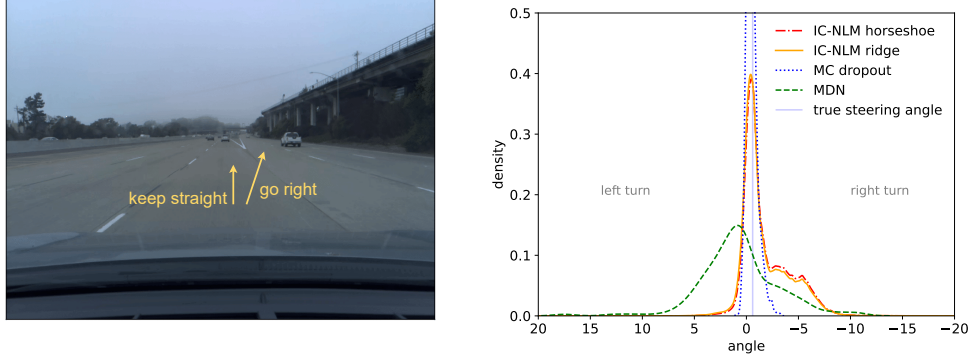 keep straight
go right
0.5
0.4
0.3
0.2
0.1
0.0
density
IC-NLM horseshoe
IC-NLM ridge
MC dropout
MDN
true steering angle
left turn
right turn
20
15
10
5
0
−5
−10
−15
−20
angle